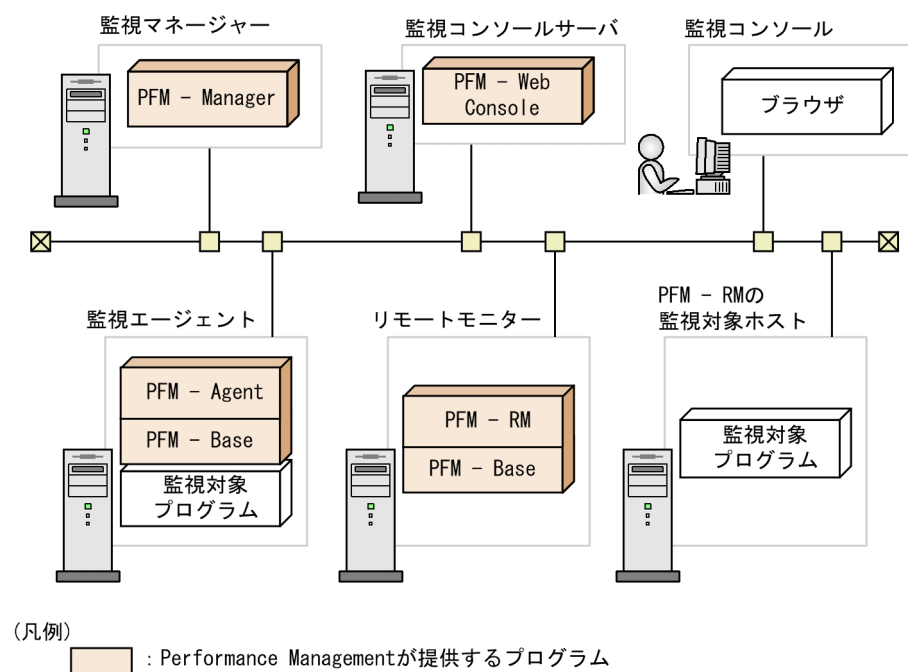 監視マネージャー
監視コンソールサーバ
監視コンソール
PFM - Manager
PFM - Web
Console
ブラウザ
監視エージェント
リモートモニター
PFM - RMの
監視対象ホスト
PFM - Agent
PFM - Base
監視対象
プログラム
PFM - RM
PFM - Base
監視対象
プログラム
(凡例)
: Performance Managementが提供するプログラム